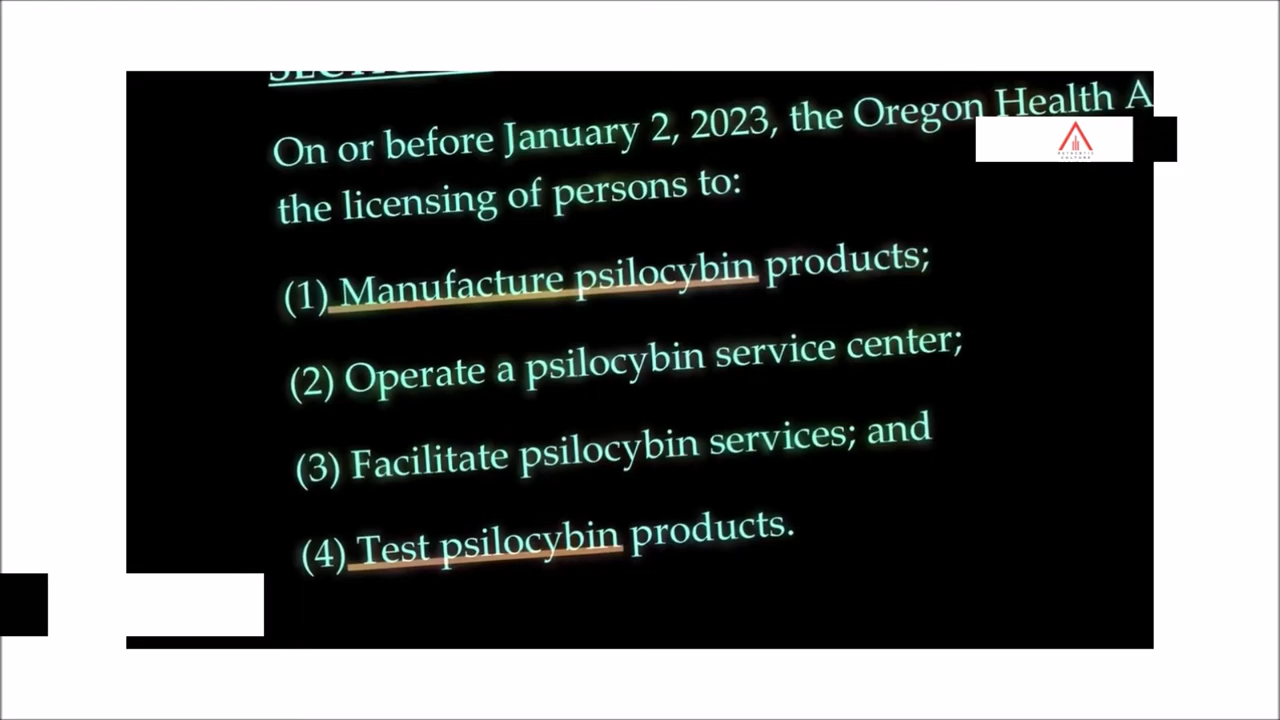 On or before January 2, 2023, the Oregon Health A
the licensing of persons to:
(1) Manufacture psilocybin products;
(2) Operate a psilocybin service center;
(3) Facilitate psilocybin services; and
(4) Test psilocybin products.